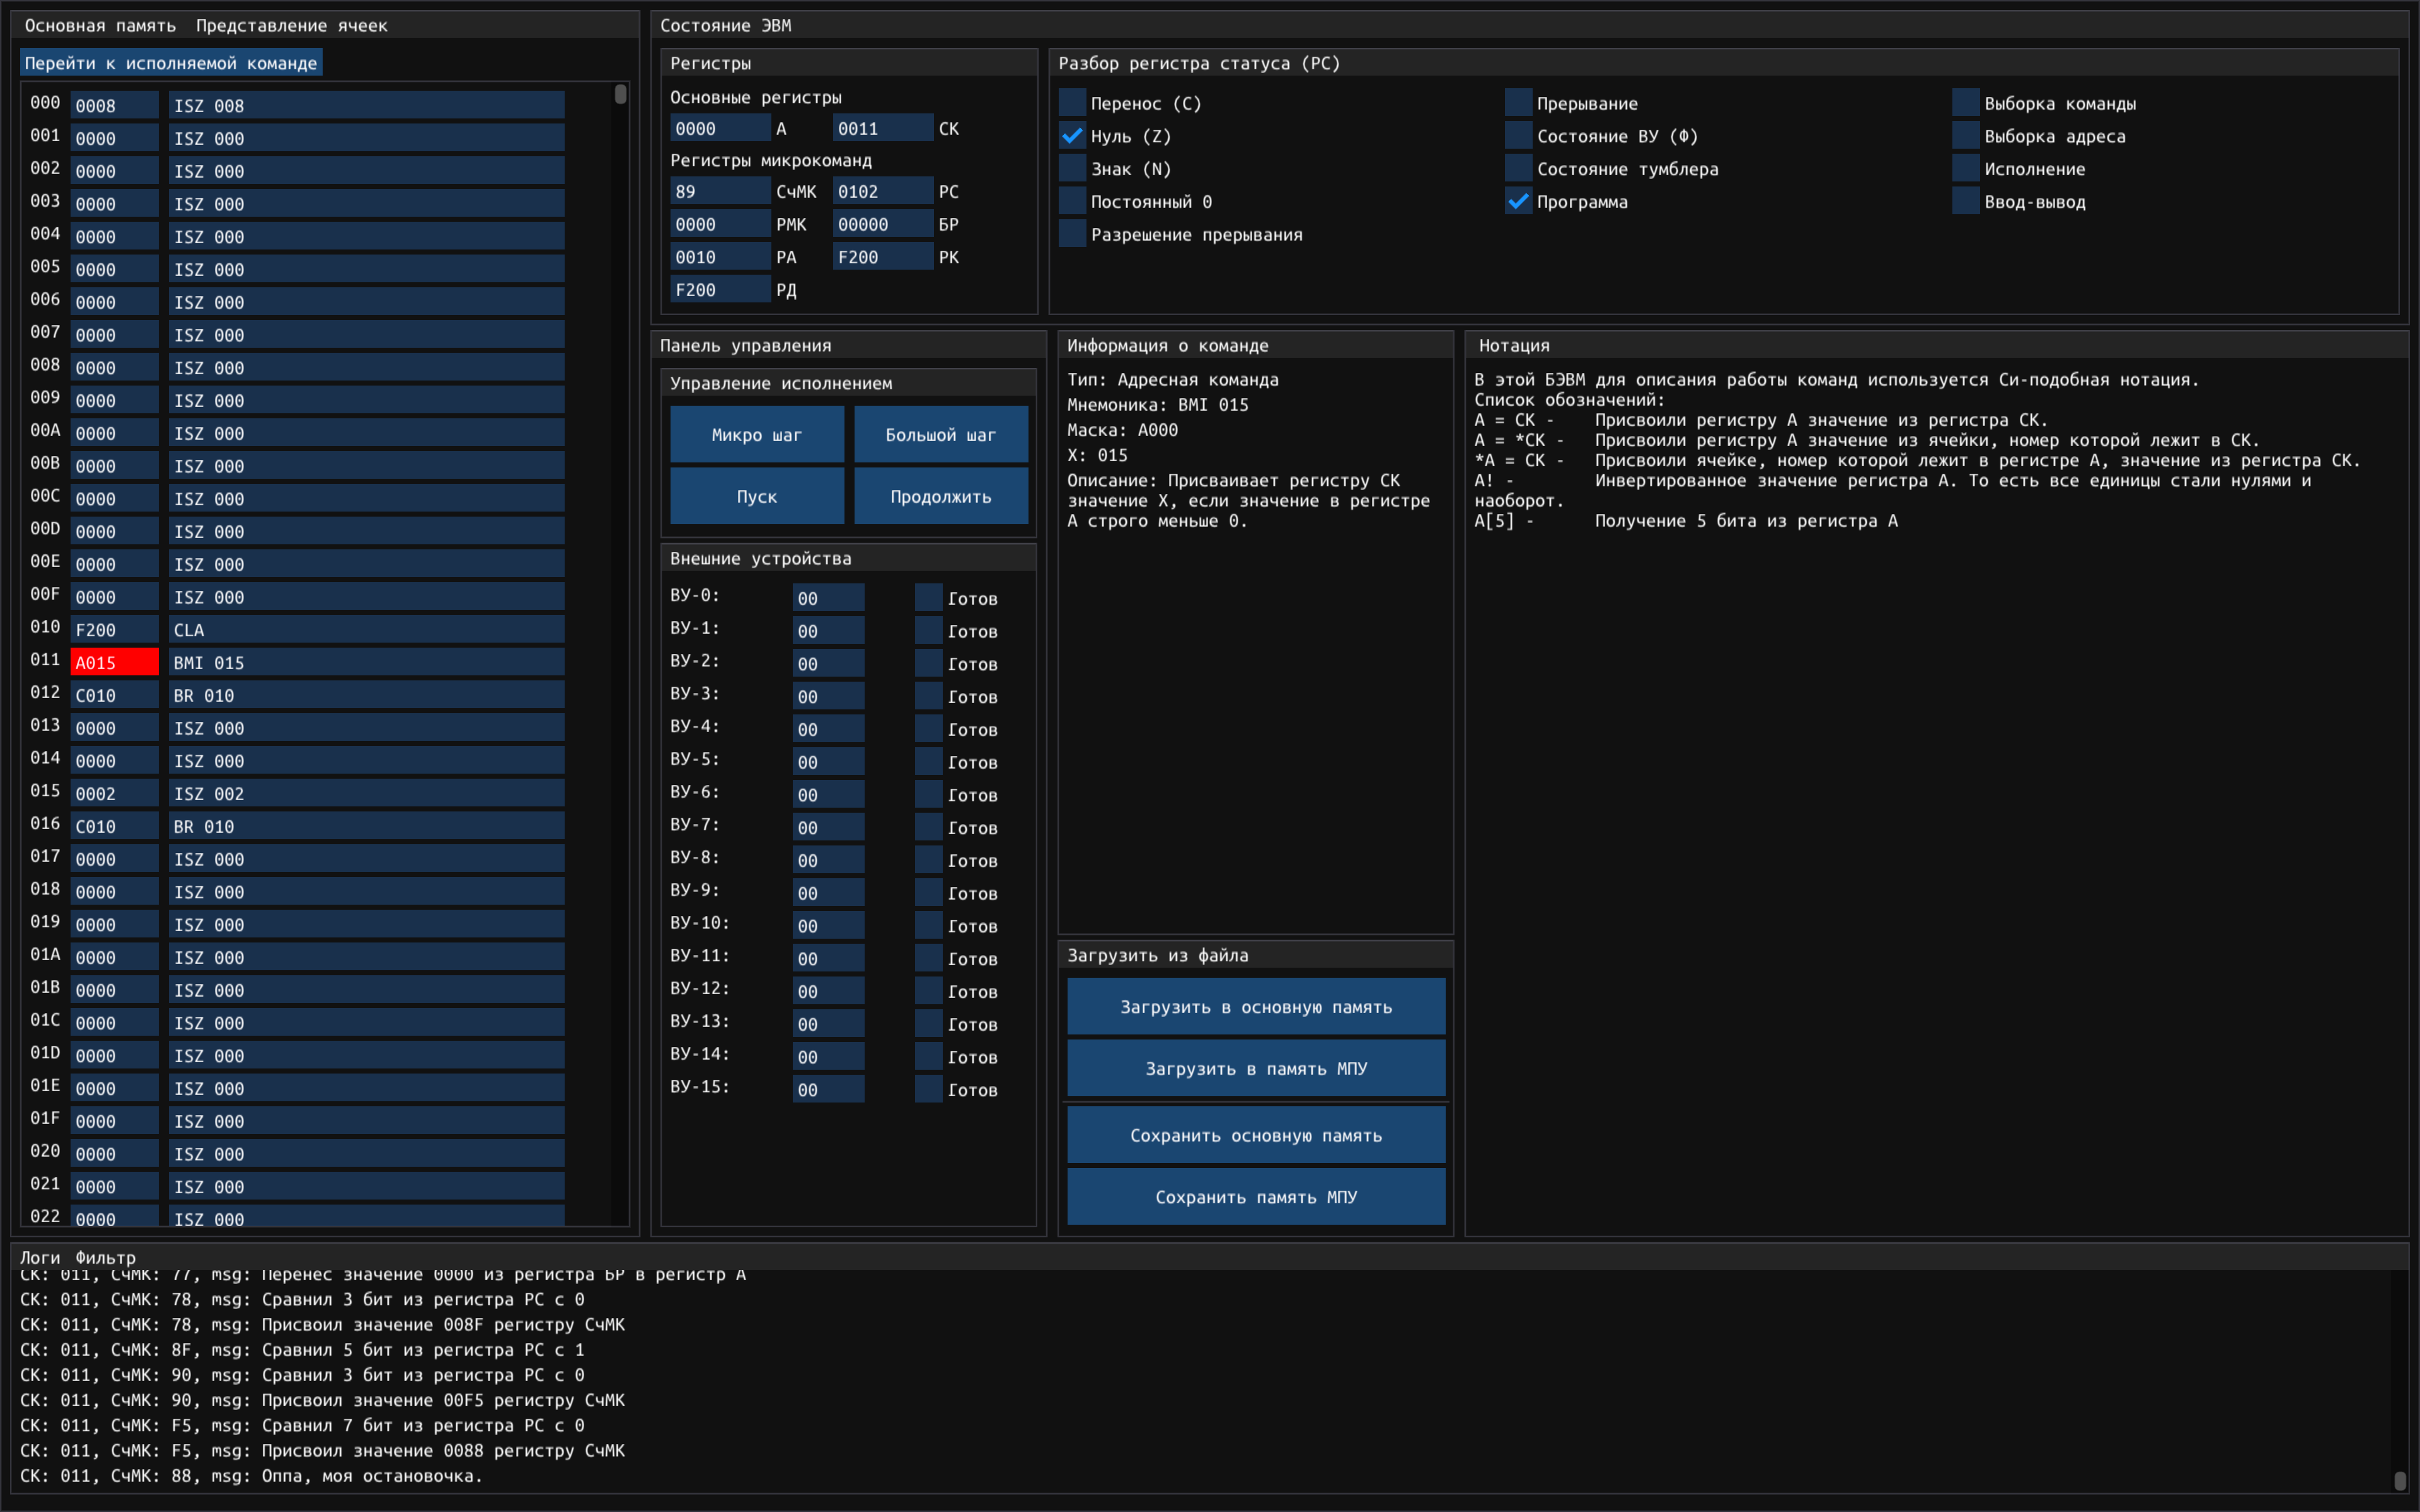 Основная память Представление ячеек
Перейти к исполняемой команде
000 0008 ISZ 008
001 0000 ISZ 000
002 0000 ISZ 000
003 0000 ISZ 000
004 0000 ISZ 000
005 0000 ISZ 000
006 0000 ISZ 000
007 0000 ISZ 000
008 0000 ISZ 000
009 0000 ISZ 000
00A 0000 ISZ 000
00B 0000 ISZ 000
00C 0000 ISZ 000
00D 0000 ISZ 000
00E 0000 ISZ 000
00F 0000 ISZ 000
010 F200 CLA
011 A015 BMI 015
012 C010 BR 010
013 0000 ISZ 000
014 0000 ISZ 000
015 0002 ISZ 002
016 C010 BR 010
017 0000 ISZ 000
018 0000 ISZ 000
019 0000 ISZ 000
01A 0000 ISZ 000
01B 0000 ISZ 000
01C 0000 ISZ 000
01D 0000 ISZ 000
01E 0000 ISZ 000
01F 0000 ISZ 000
020 0000 ISZ 000
021 0000 ISZ 000
022 0000 ISZ 000
Состояние ЭВМ
Регистры
Основные регистры
0000 А 0011 СК
Регистры микрокоманд
89 СчМК 0102 РС
0000 РМК 00000 БР
0010 РА F200 РК
F200 РД
Разбор регистра статуса (РС)
Перенос (C) Прерывание Выборка команды
Нуль (Z) Состояние ВУ (Ф) Выборка адреса
Знак (N) Состояние тумблера Исполнение
Постоянный 0 Программа Ввод-вывод
Разрешение прерывания
Панель управления
Управление исполнением
Микро шаг Большой шаг
Пуск Продолжить
Внешние устройства
ВУ-0: 00 Готов
ВУ-1: 00 Готов
ВУ-2: 00 Готов
ВУ-3: 00 Готов
ВУ-4: 00 Готов
ВУ-5: 00 Готов
ВУ-6: 00 Готов
ВУ-7: 00 Готов
ВУ-8: 00 Готов
ВУ-9: 00 Готов
ВУ-10: 00 Готов
ВУ-11: 00 Готов
ВУ-12: 00 Готов
ВУ-13: 00 Готов
ВУ-14: 00 Готов
ВУ-15: 00 Готов
Информация о команде
Тип: Адресная команда
Мнемоника: BMI 015
Маска: A000
X: 015
Описание: Присваивает регистру СК
значение X, если значение в регистре
А строго меньше 0.
Загрузить из файла
Загрузить в основную память
Загрузить в память МПУ
Сохранить основную память
Сохранить память МПУ
Нотация
В этой БЭВМ для описания работы команд используется Си-подобная нотация.
Список обозначений:
А = СК - Присвоили регистру А значение из регистра СК.
А = *СК - Присвоили регистру А значение из ячейки, номер которой лежит в СК.
*А = СК - Присвоили ячейке, номер которой лежит в регистре А, значение из регистра СК.
А! - Инвертированное значение регистра А. То есть все единицы стали нулями и
наоборот.
А[5] - Получение 5 бита из регистра А
Логи Фильтр
СК: 011, СчМК: 77, msg: Перенес значение 0000 из регистра БР в регистр А
СК: 011, СчМК: 78, msg: Сравнил 3 бит из регистра РС с 0
СК: 011, СчМК: 78, msg: Присвоил значение 008F регистру СчМК
СК: 011, СчМК: 8F, msg: Сравнил 5 бит из регистра РС с 1
СК: 011, СчМК: 90, msg: Сравнил 3 бит из регистра РС с 0
СК: 011, СчМК: 90, msg: Присвоил значение 00F5 регистру СчМК
СК: 011, СчМК: F5, msg: Сравнил 7 бит из регистра РС с 0
СК: 011, СчМК: F5, msg: Присвоил значение 0088 регистру СчМК
СК: 011, СчМК: 88, msg: Оппа, моя остановочка.